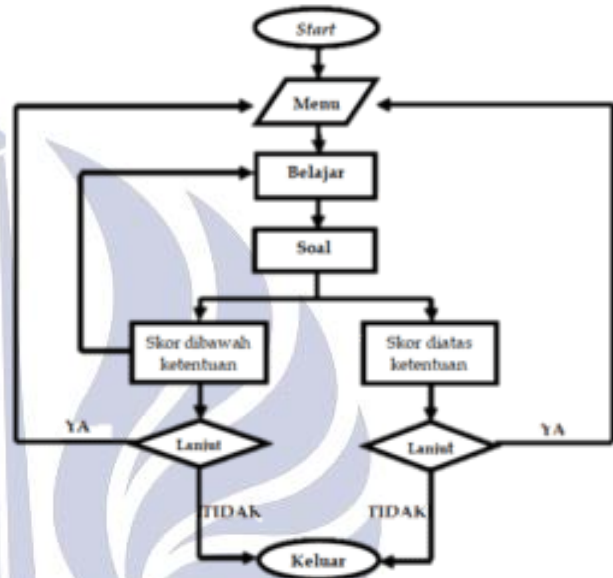 Start
Menu
Belajar
Soal
Skor dibawah
ketentuan
Skor diatas
ketentuan
YA
Lanjut
Lanjut
YA
TIDAK
TIDAK
Keluar